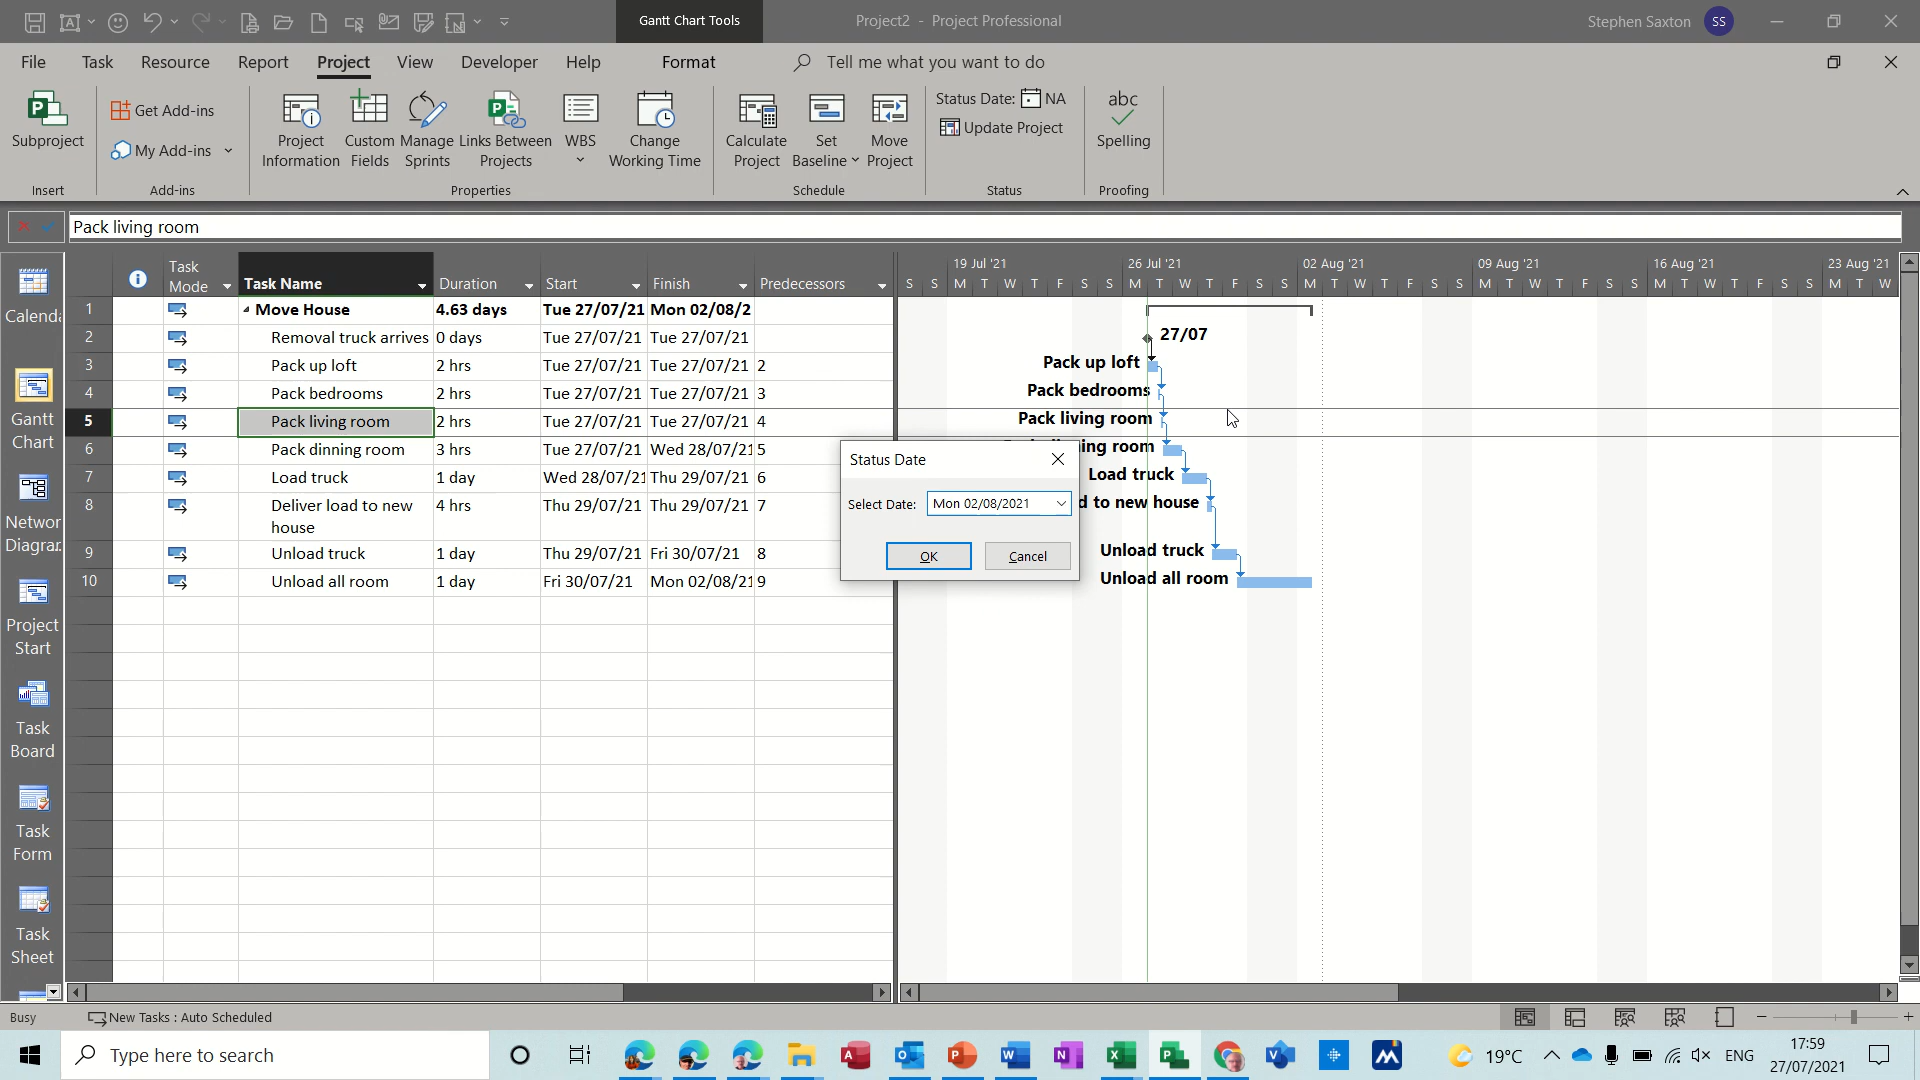 Gantt Chart Tools
Project2 - Project Professional
Stephen Saxton SS
File Task Resource Report Project View Developer Help Format Tell me what you want to do
Subproject
Insert
Get Add-ins
My Add-ins
Add-ins
Project Information
Custom Fields
Manage Sprints
Links Between Projects
WBS
Change Working Time
Properties
Calculate Project
Set Baseline
Move Project
Schedule
Status Date: NA
Update Project
Status
abc
Spelling
Proofing
Pack living room
Task Mode Task Name Duration Start Finish Predecessors
1 Move House 4.63 days Tue 27/07/21 Mon 02/08/2
2 Removal truck arrives 0 days Tue 27/07/21 Tue 27/07/21
3 Pack up loft 2 hrs Tue 27/07/21 Tue 27/07/21 2
4 Pack bedrooms 2 hrs Tue 27/07/21 Tue 27/07/21 3
5 Pack living room 2 hrs Tue 27/07/21 Tue 27/07/21 4
6 Pack dinning room 3 hrs Tue 27/07/21 Wed 28/07/21 5
7 Load truck 1 day Wed 28/07/21 Thu 29/07/21 6
8 Deliver load to new house 4 hrs Thu 29/07/21 Thu 29/07/21 7
9 Unload truck 1 day Thu 29/07/21 Fri 30/07/21 8
10 Unload all room 1 day Fri 30/07/21 Mon 02/08/21 9
19 Jul '21 26 Jul '21 02 Aug '21 09 Aug '21 16 Aug '21 23 Aug '21
S S M T W T F S S M T W T F S S M T W T F S S M T W T F S S M T W T F S S M T W
27/07
Pack up loft
Pack bedrooms
Pack living room
ing room
Load truck
d to new house
Unload truck
Unload all room
Status Date
Select Date: Mon 02/08/2021
OK Cancel
Calenda
Gantt Chart
Networ Diagrar
Project Start
Task Board
Task Form
Task Sheet
Busy New Tasks : Auto Scheduled
Type here to search
19°C ENG 17:59
27/07/2021